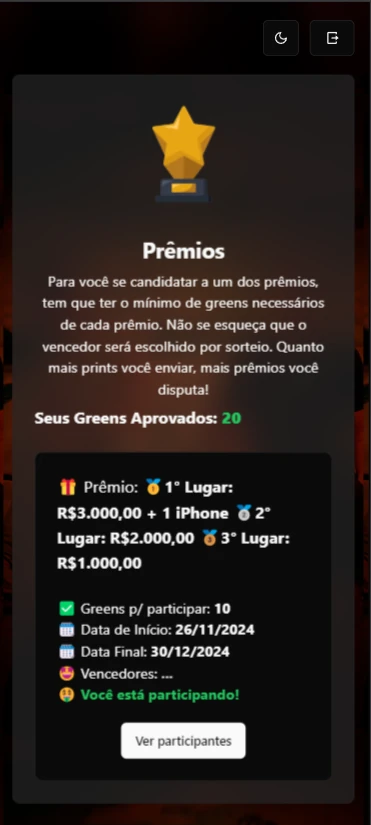 Prêmios
Para você se candidatar a um dos prêmios,
tem que ter o mínimo de greens necessários
de cada prêmio. Não se esqueça que o
vencedor será escolhido por sorteio. Quanto
mais prints você enviar, mais prêmios você
disputa!
Seus Greens Aprovados: 20
🎁 Prêmio: 🥇1° Lugar:
R$3.000,00 + 1 iPhone 🥈2°
Lugar: R$2.000,00 🥉3° Lugar:
R$1.000,00
✅ Greens p/ participar: 10
🗓️ Data de Início: 26/11/2024
🗓️ Data Final: 30/12/2024
🤩 Vencedores: ...
🤑 Você está participando!
Ver participantes